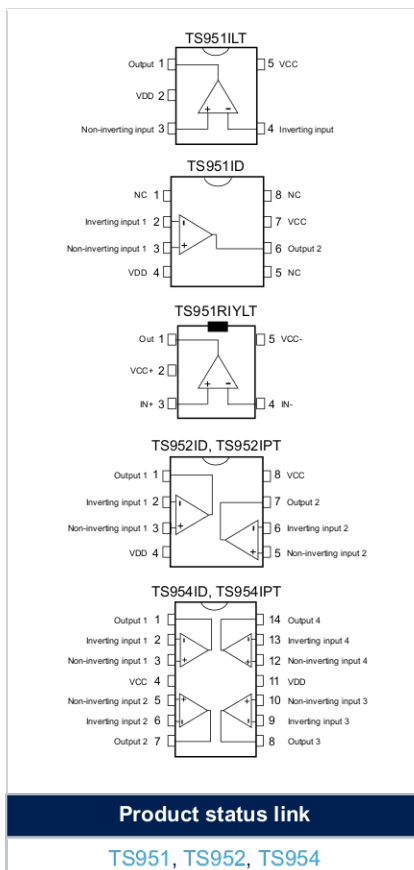 TS951ILT
Output 1 5 VCC
VDD 2
+ -
Non-inverting input 3 4 Inverting input
TS951ID
NC 1 8 NC
Inverting input 1 2 7 VCC
Non-inverting input 1 3 6 Output 2
VDD 4 5 NC
TS951RIYLT
Out 1 5 VCC-
VCC+ 2
+ -
IN+ 3 4 IN-
TS952ID, TS952IPT
Output 1 1 8 VCC
Inverting input 1 2 7 Output 2
Non-inverting input 1 3 6 Inverting input 2
VDD 4 5 Non-inverting input 2
TS954ID, TS954IPT
Output 1 1 14 Output 4
Inverting input 1 2 13 Inverting input 4
Non-inverting input 1 3 12 Non-inverting input 4
VCC 4 11 VDD
Non-inverting input 2 5 10 Non-inverting input 3
Inverting input 2 6 9 Inverting input 3
Output 2 7 8 Output 3
Product status link
TS951, TS952, TS954